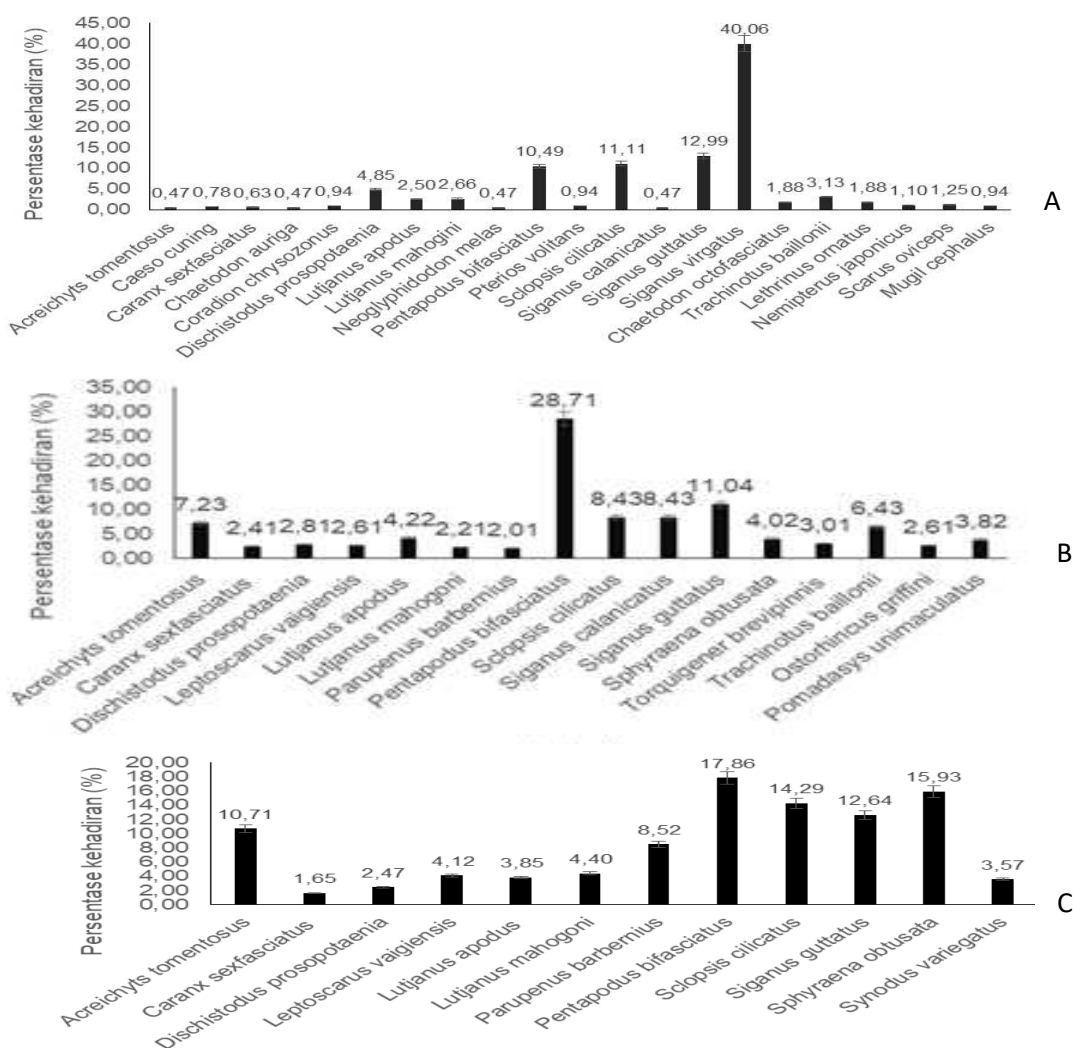 Persentase kehadiran (%)
45,00
40,00
35,00
30,00
25,00
20,00
15,00
10,00
5,00
0,00
0,47
0,78
0,63
0,47
0,94
4,85
2,50
2,66
0,47
10,49
0,94
11,11
0,47
12,99
40,06
1,88
3,13
1,88
1,10
1,25
0,94
A
Acreichyts tomentosus
Caeso cuning
Caranx sexfasciatus
Chaetodon auriga
Coradion chrysozonus
Dischistodus prosopotaenia
Lutjanus apodus
Lutjanus mahogini
Neoglyphidodon melas
Pentapodus bifasciatus
Pterios volitans
Sclopsis cilicatus
Siganus calanicatus
Siganus guttatus
Siganus virgatus
Chaetodon octofasciatus
Trachinotus baillonii
Lethrinus ornatus
Nemipterus japonicus
Scarus oviceps
Mugil cephalus
Persentase kehadiran (%)
35,00
30,00
25,00
20,00
15,00
10,00
5,00
0,00
7,23
2,41
2,81
2,61
4,22
2,21
2,01
28,71
8,43
8,43
11,04
4,02
3,01
6,43
2,61
3,82
B
Acreichyts tomentosus
Caranx sexfasciatus
Dischistodus prosopotaenia
Leptoscarus vaigiensis
Lutjanus apodus
Lutjanus mahogoni
Parupenus barbernius
Pentapodus bifasciatus
Sclopsis cilicatus
Siganus calanicatus
Siganus guttatus
Sphyraena obtusata
Torquigener brevipinnis
Trachinotus baillonii
Ostorhincus griffini
Pomadasys unimaculatus
Persentase kehadiran (%)
20,00
18,00
16,00
14,00
12,00
10,00
8,00
6,00
4,00
2,00
0,00
10,71
1,65
2,47
4,12
3,85
4,40
8,52
17,86
14,29
12,64
15,93
3,57
C
Acreichyts tomentosus
Caranx sexfasciatus
Dischistodus prosopotaenia
Leptoscarus vaigiensis
Lutjanus apodus
Lutjanus mahogoni
Parupenus barbernius
Pentapodus bifasciatus
Sclopsis cilicatus
Siganus guttatus
Sphyraena obtusata
Synodus variegatus